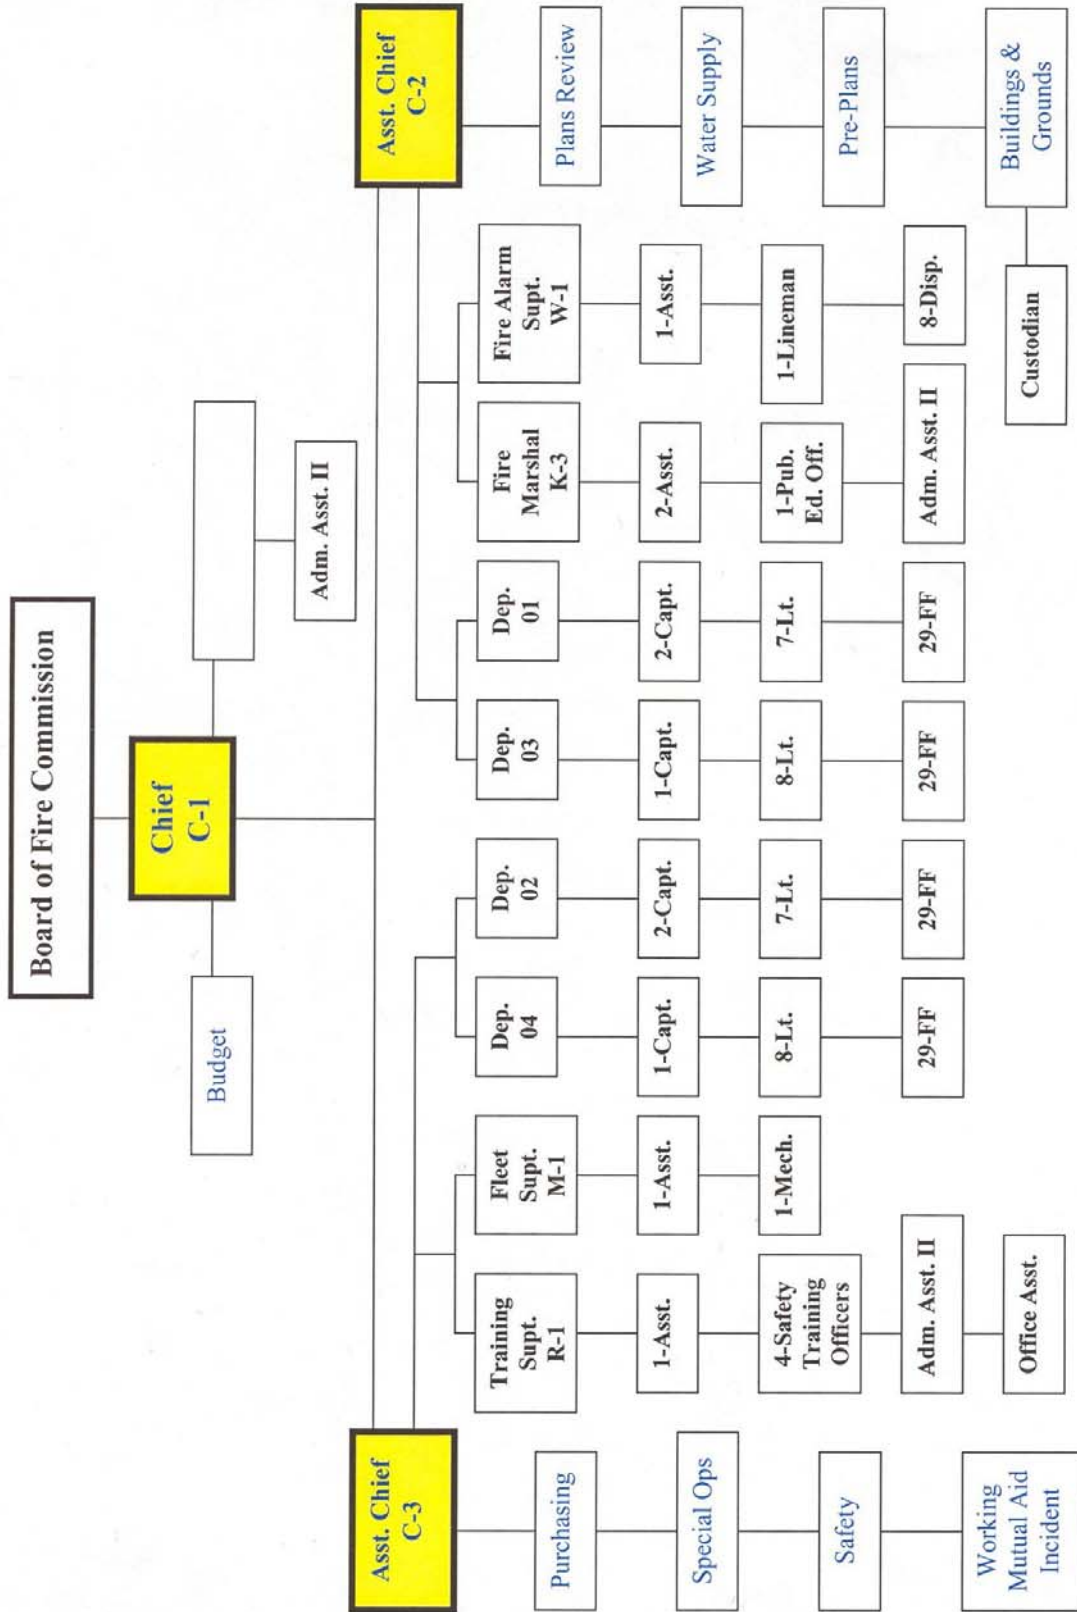 Board of Fire Commission
Chief
C-1
Budget
Adm. Asst. II
Asst. Chief
C-3
Asst. Chief
C-2
Training
Supt.
R-1
Fleet
Supt.
M-1
Dep.
04
Dep.
02
Dep.
03
Dep.
01
Fire
Marshal
K-3
Fire Alarm
Supt.
W-1
Purchasing
Plans Review
1-Asst.
1-Asst.
1-Capt.
2-Capt.
1-Capt.
2-Capt.
2-Asst.
1-Asst.
Special Ops
Water Supply
4-Safety
Training
Officers
1-Mech.
8-Lt.
7-Lt.
8-Lt.
7-Lt.
1-Pub.
Ed. Off.
1-Lineman
Safety
Pre-Plans
Adm. Asst. II
29-FF
29-FF
29-FF
29-FF
Adm. Asst. II
8-Disp.
Working
Mutual Aid
Incident
Office Asst.
Custodian
Buildings &
Grounds